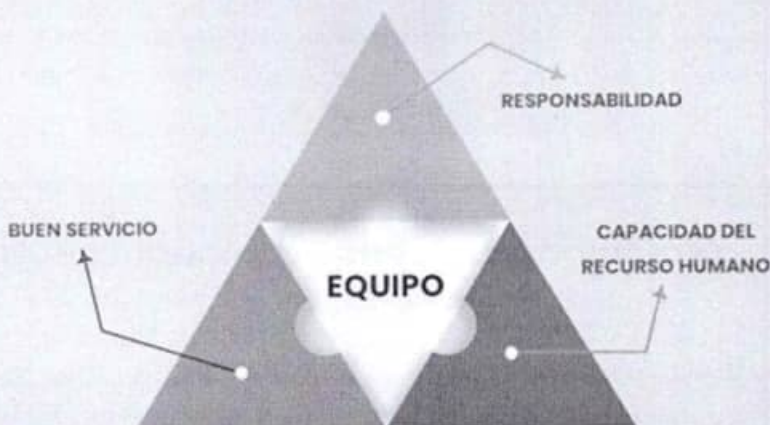 RESPONSABILIDAD
BUEN SERVICIO
CAPACIDAD DEL
RECURSO HUMANO
EQUIPO